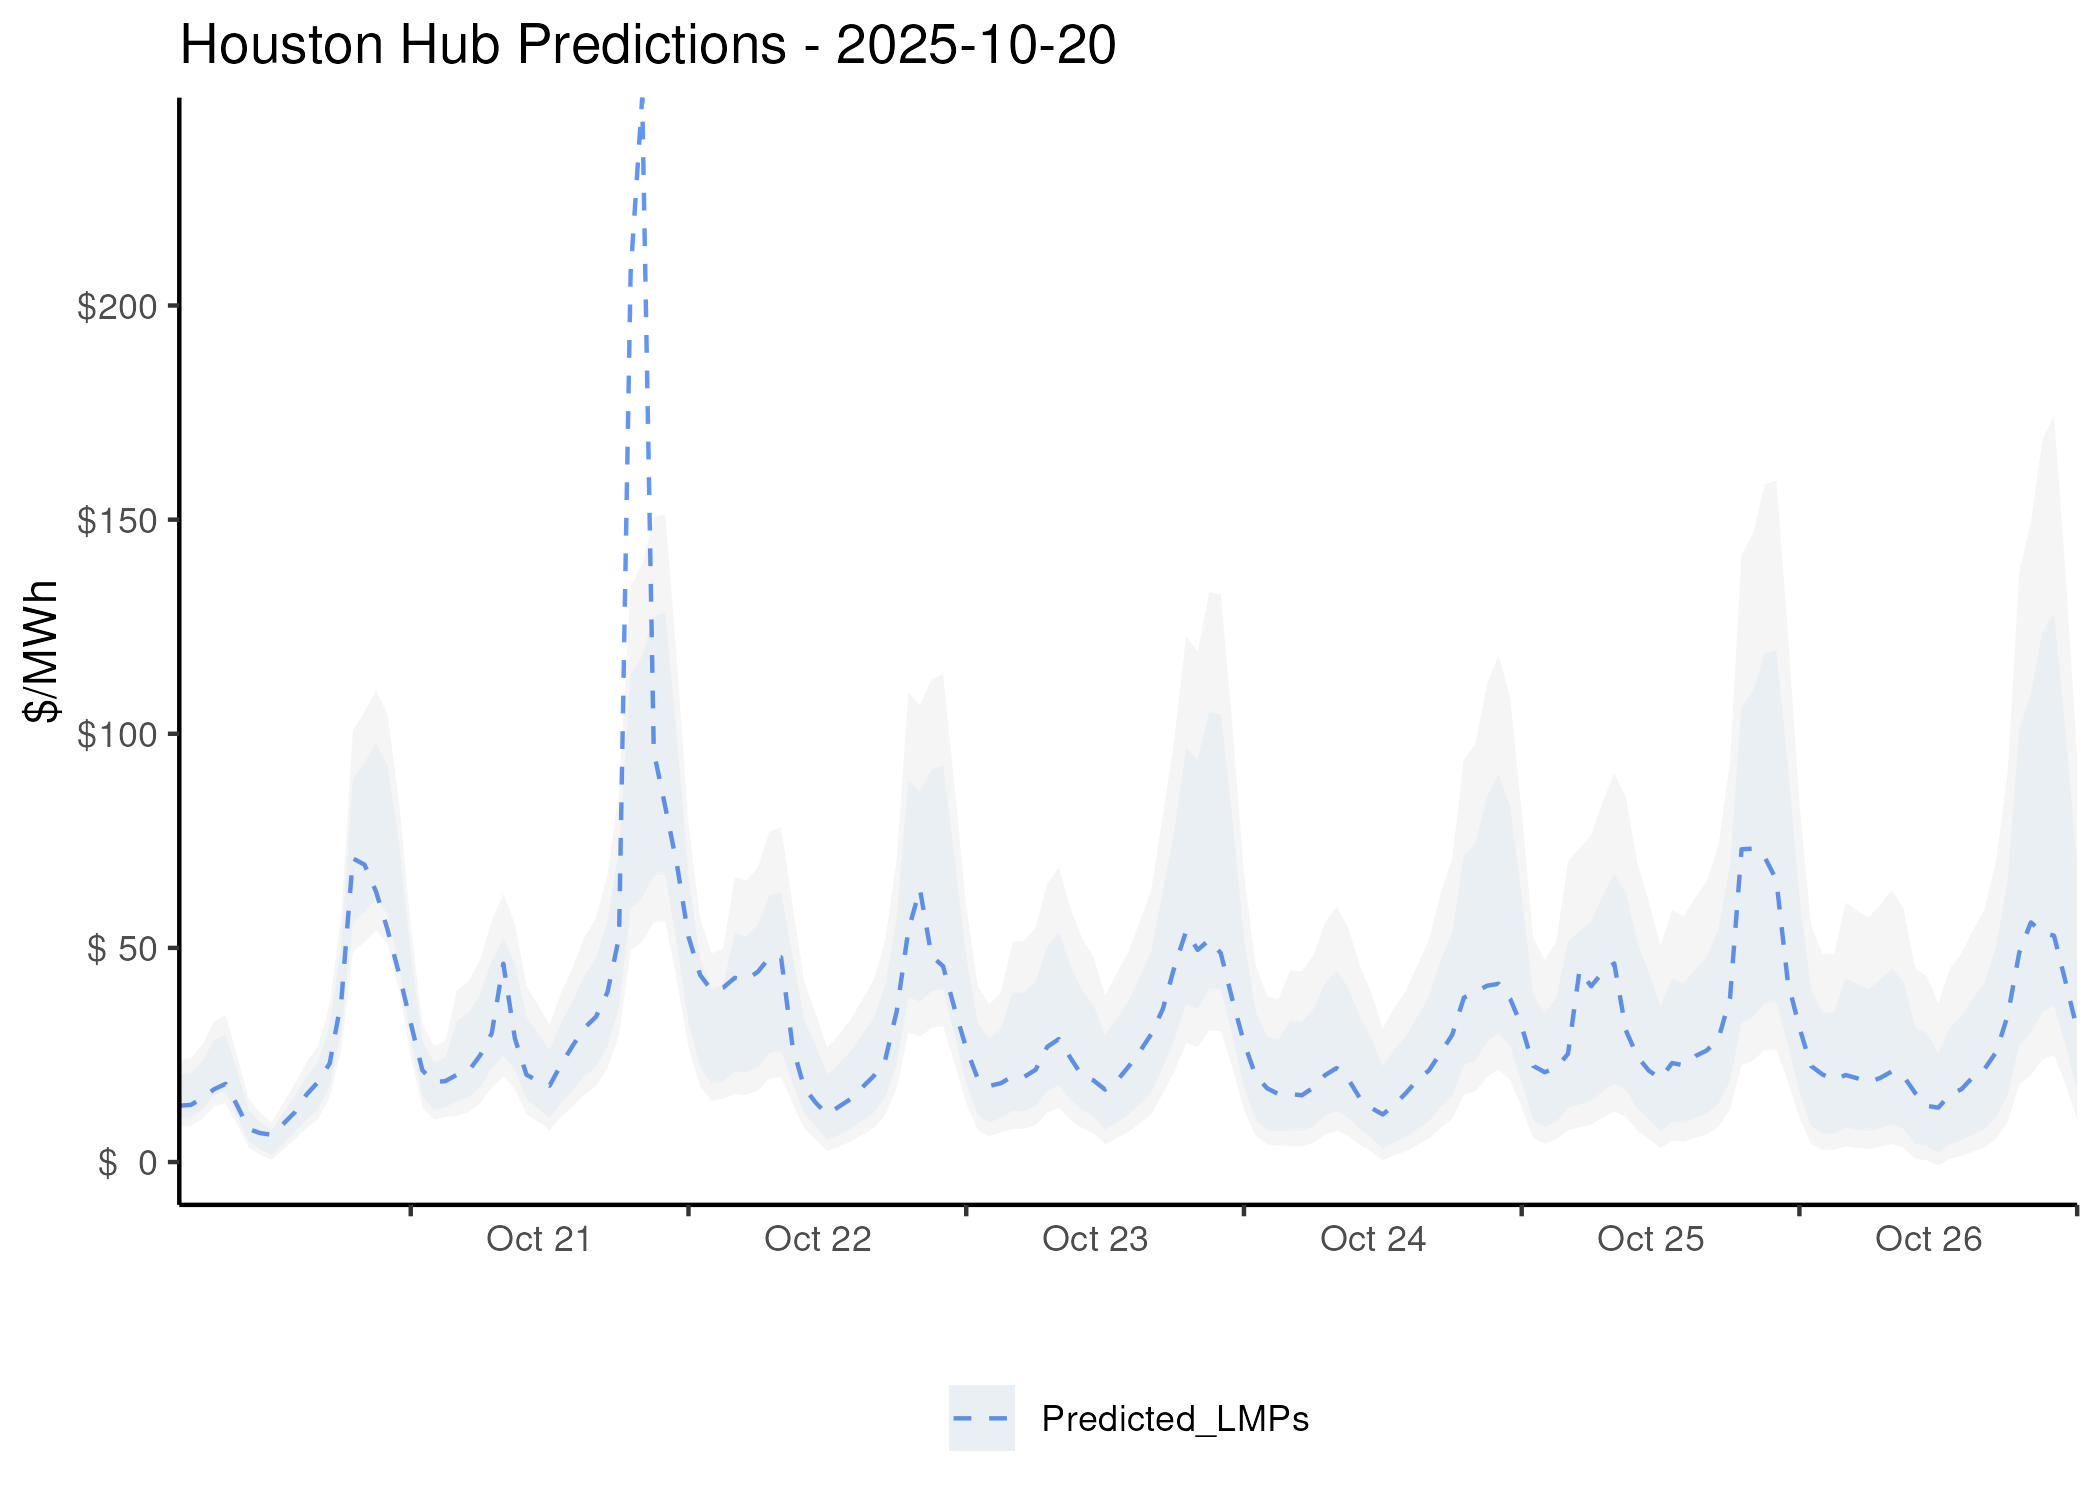 Houston Hub Predictions - 2025-10-20
$/MWh
$200
$150
$100
$ 50
$  0
Oct 21
Oct 22
Oct 23
Oct 24
Oct 25
Oct 26
Predicted_LMPs